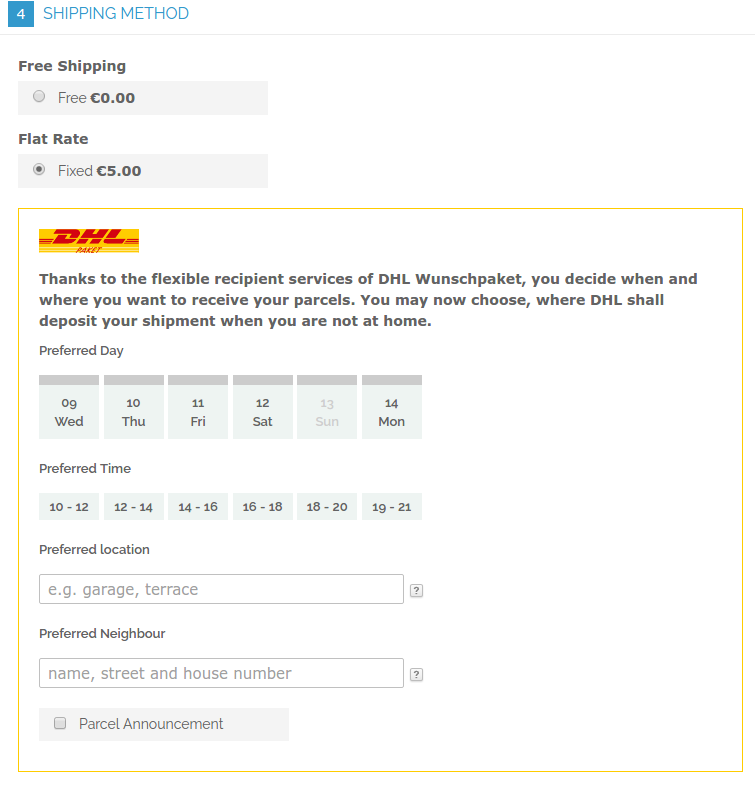 4 SHIPPING METHOD
Free Shipping
Free €0.00
Flat Rate
Fixed €5.00
DHL
PAKET
Thanks to the flexible recipient services of DHL Wunschpaket, you decide when and
where you want to receive your parcels. You may now choose, where DHL shall
deposit your shipment when you are not at home.
Preferred Day
09 10 11 12 13 14
Wed Thu Fri Sat Sun Mon
Preferred Time
10 - 12 12 - 14 14 - 16 16 - 18 18 - 20 19 - 21
Preferred location
e.g. garage, terrace ?
Preferred Neighbour
name, street and house number ?
Parcel Announcement